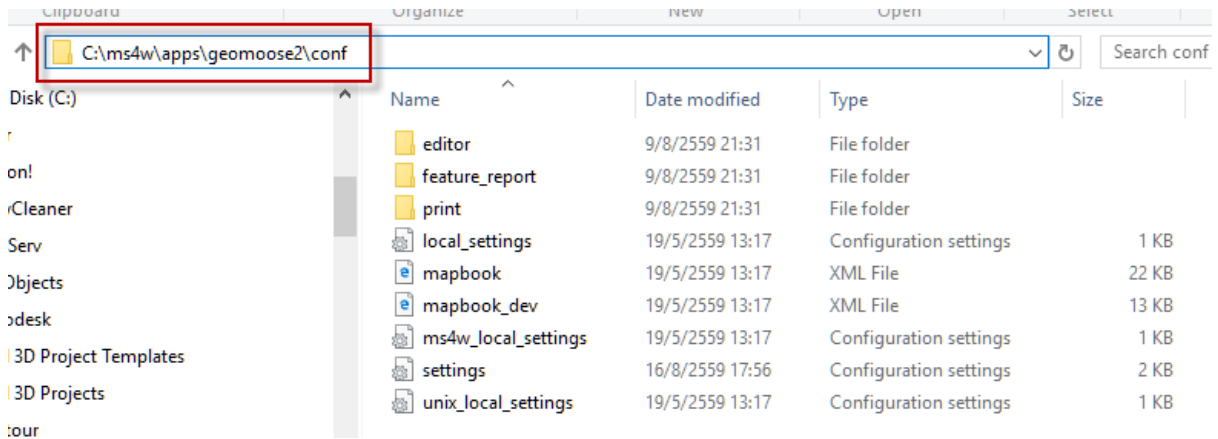 Clipboard Organize New Open Select
C:\ms4w\apps\geomoose2\conf Search conf
Disk (C:)
r
on!
Cleaner
Serv
Objects
odesk
3D Project Templates
3D Projects
tour
Name Date modified Type Size
editor 9/8/2559 21:31 File folder
feature_report 9/8/2559 21:31 File folder
print 9/8/2559 21:31 File folder
local_settings 19/5/2559 13:17 Configuration settings 1 KB
mapbook 19/5/2559 13:17 XML File 22 KB
mapbook_dev 19/5/2559 13:17 XML File 13 KB
ms4w_local_settings 19/5/2559 13:17 Configuration settings 1 KB
settings 16/8/2559 17:56 Configuration settings 2 KB
unix_local_settings 19/5/2559 13:17 Configuration settings 1 KB